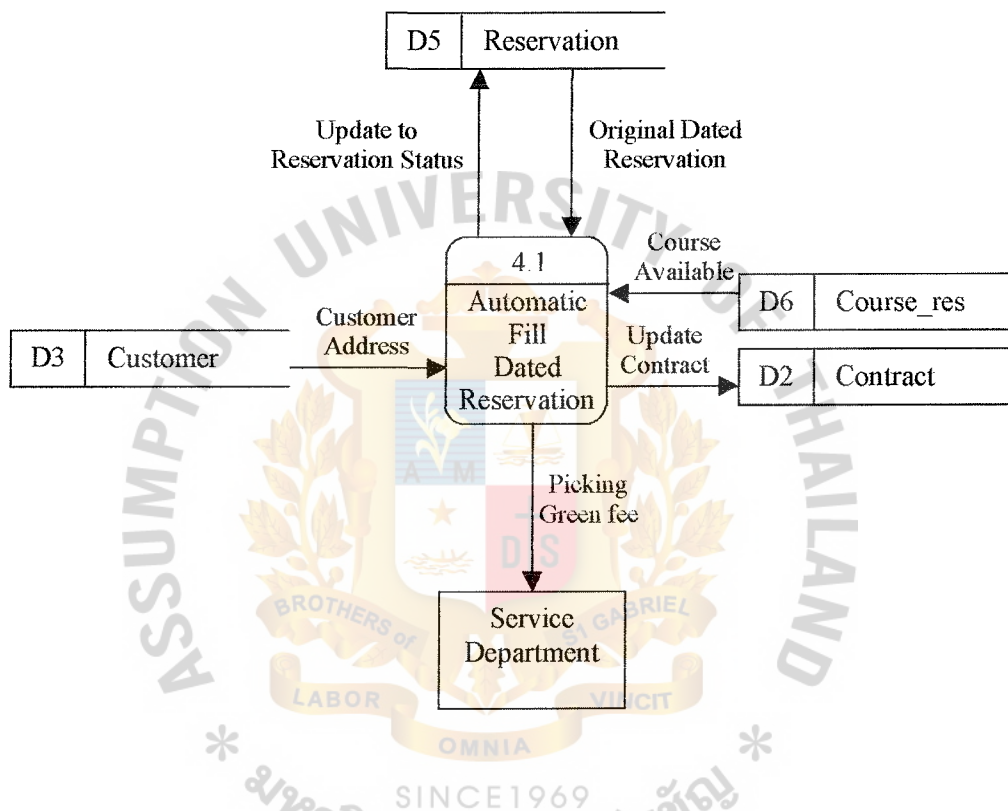 D5 Reservation
Update to
Reservation Status
Original Dated
Reservation
4.1
Automatic
Fill
Dated
Reservation
Course
Available
D6 Course_res
Customer
Address
D3 Customer
Update
Contract
D2 Contract
Picking
Green fee
Service
Department
ASSUMPTION UNIVERSITY OF THAILAND
A M
D S
BROTHERS of
ST GABRIEL
LABOR
OMNIA
VINCIT
SINCE1969